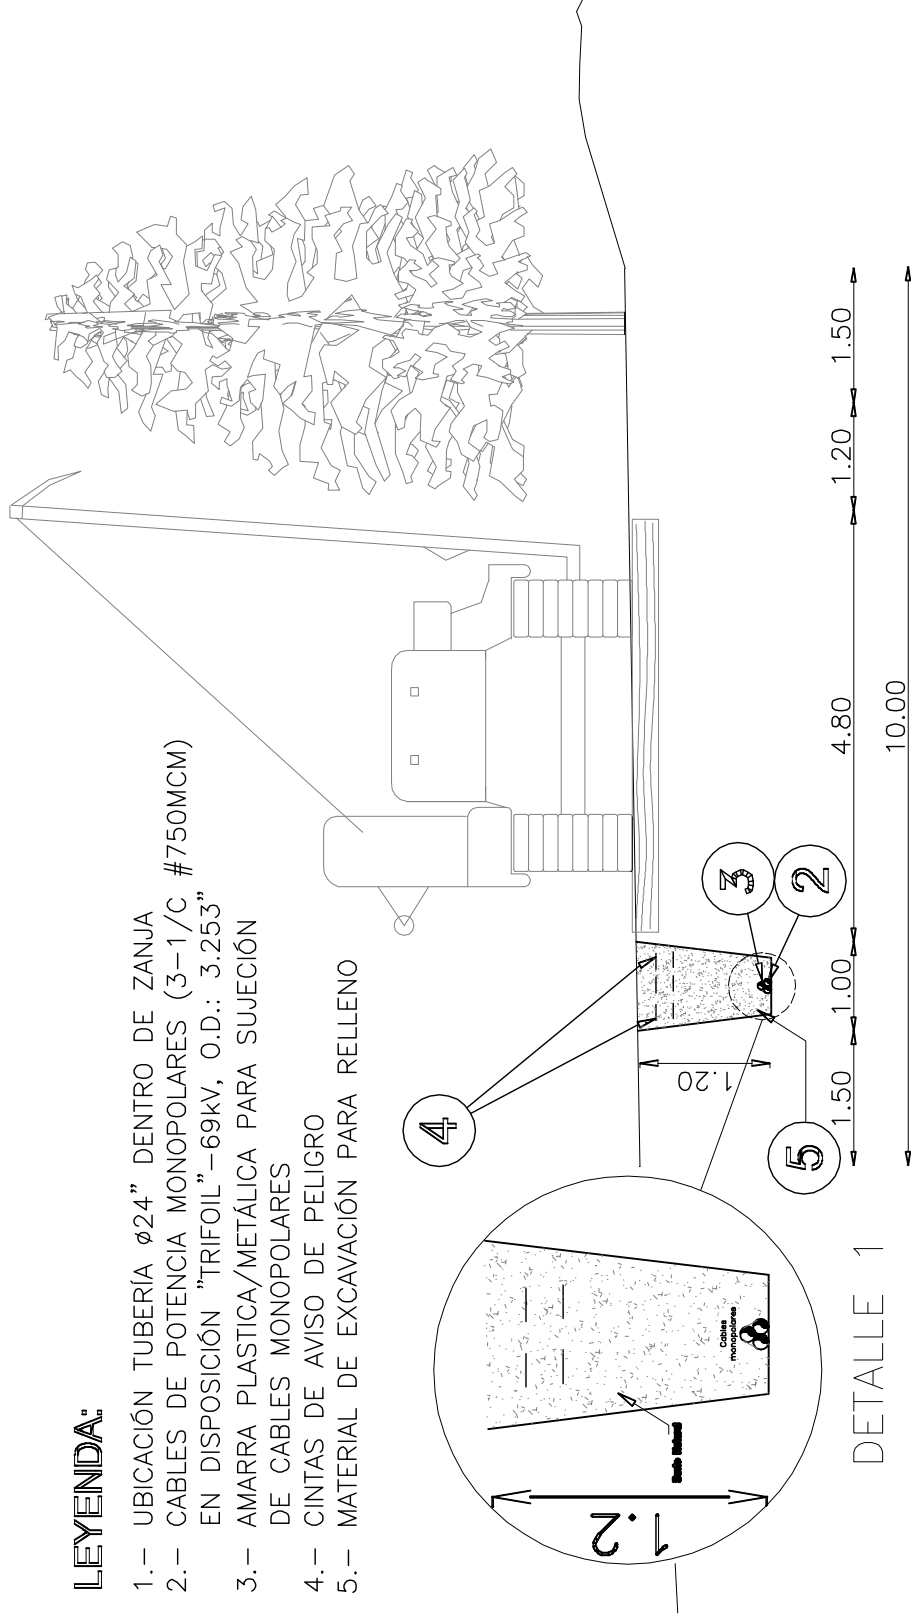 LEYENDA:
1.- UBICACIÓN TUBERÍA ø24" DENTRO DE ZANJA
2.- CABLES DE POTENCIA MONOPOLARES (3-1/C #750MCM)
EN DISPOSICIÓN "TRIFOIL"-69kV, O.D.: 3.253"
3.- AMARRA PLASTICA/METÁLICA PARA SUJECIÓN
DE CABLES MONOPOLARES
4.- CINTAS DE AVISO DE PELIGRO
5.- MATERIAL DE EXCAVACIÓN PARA RELLENO
4
3
2
5
1.20
1.50
1.00
4.80
1.20
1.50
10.00
1.2
Suelo Natural
Cables
monopolares
DETALLE 1